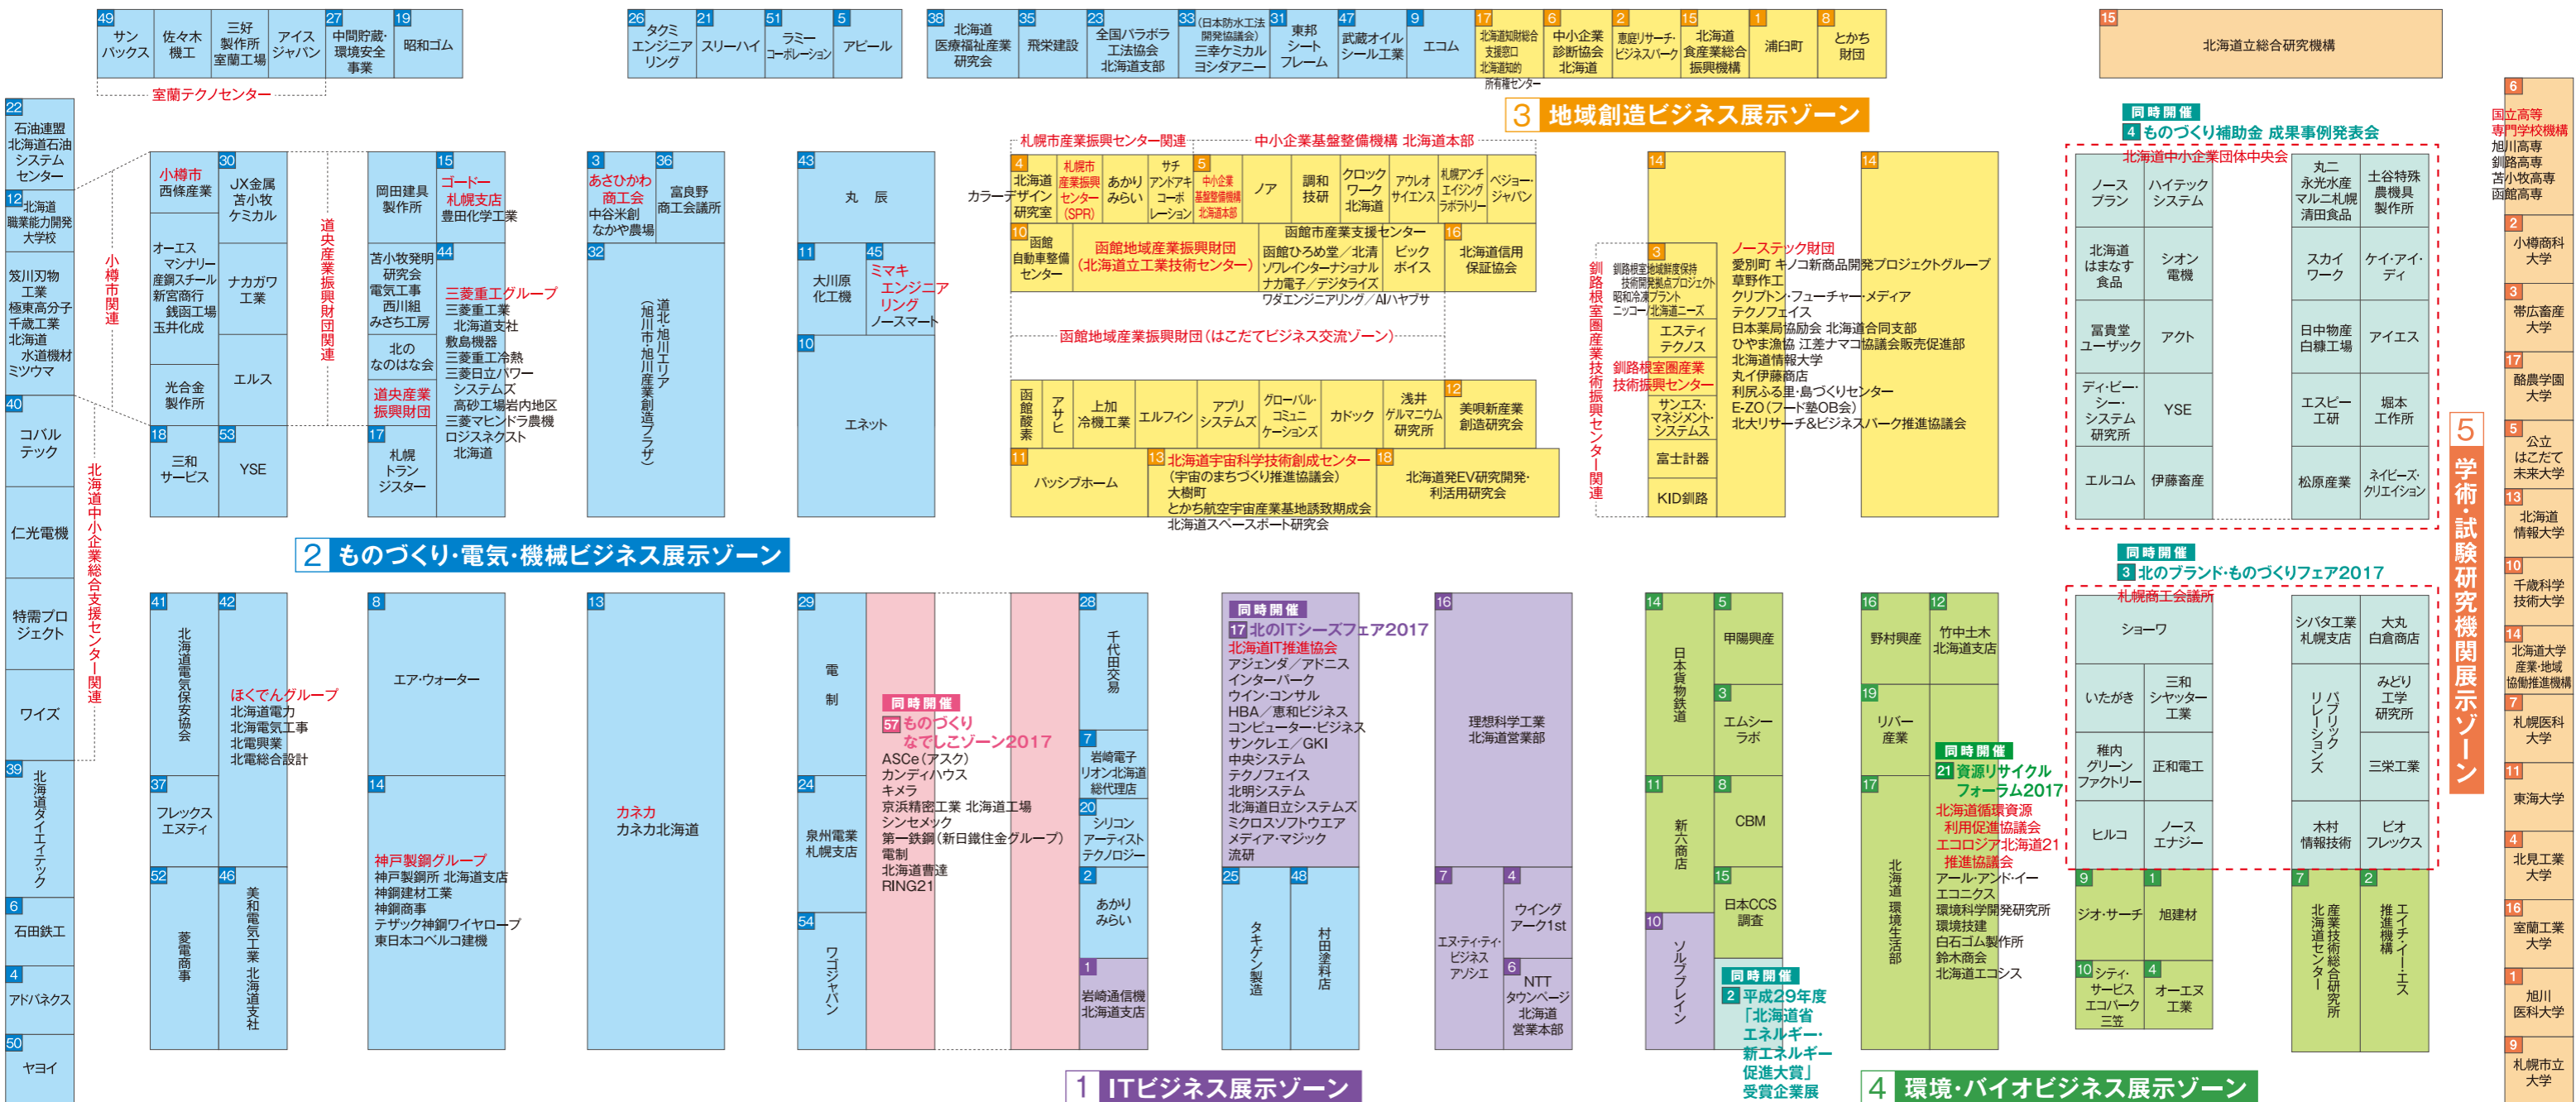 49
サン
パックス
佐々木
機工
三好
製作所
室蘭工場
アイス
ジャパン
27
中間貯蔵・
環境安全
事業
19
昭和ゴム
室蘭テクノセンター
26
タクミ
エンジニア
リング
21
スリーハイ
51
ラミー
コーポレーション
5
アピール
38
北海道
医療福祉産業
研究会
35
飛栄建設
23
全国パラボラ
工法協会
北海道支部
33
(日本防水工法
開発協議会)
三幸ケミカル
ヨシダアニー
31
東邦
シート
フレーム
47
武蔵オイル
シール工業
9
エコム
17
北海道知財総合
支援窓口
北海道知的
所有権センター
6
中小企業
診断協会
北海道
2
恵庭リサーチ・
ビジネスパーク
15
北海道
食産業総合
振興機構
1
浦臼町
8
とかち
財団
15
北海道立総合研究機構
3 地域創造ビジネス展示ゾーン
22
石油連盟
北海道石油
システム
センター
12
北海道
職業能力開発
大学校
笈川刃物
工業
極東高分子
千歳工業
北海道
水道機材
ミツウマ
40
コバル
テック
仁光電機
特需プロ
ジェクト
ワイズ
39
北海道ダイエィテック
6
石田鉄工
4
アドバネクス
50
ヤヨイ
小樽市関連
北海道中小企業総合支援センター関連
小樽市
西條産業
オーエス
マシナリー
産鋼スチール
新宮商行
銭函工場
玉井化成
光合金
製作所
18
三和
サービス
30
JX金属
苫小牧
ケミカル
ナカガワ
工業
エルス
53
YSE
道央産業振興財団関連
岡田建具
製作所
苫小牧発明
研究会
電気工事
西川組
みさち工房
北の
なのはな会
道央産業
振興財団
17
札幌
トラン
ジスター
15
ゴードー
札幌支店
豊田化学工業
44
三菱重工グループ
三菱重工業
北海道支社
敷島機器
三菱重工冷熱
三菱日立パワー
システムズ
高砂工場岩内地区
三菱マヒンドラ農機
ロジスネクスト
北海道
3
あさひかわ
商工会
中谷米創
なかや農場
36
富良野
商工会議所
32
道北・旭川エリア
(旭川市・旭川産業創造プラザ)
43
丸 辰
11
大川原
化工機
45
ミマキ
エンジニア
リング
ノースマート
10
エネット
札幌市産業振興センター関連
中小企業基盤整備機構 北海道本部
4
北海道
カラーデザイン
研究室
札幌市
産業振興
センター
(SPR)
あかり
みらい
サチ
アンドアキ
コーポ
レーション
5
中小企業
基盤整備機構
北海道本部
ノア
調和
技研
クロック
ワーク
北海道
アウレオ
サイエンス
札幌アンチ
エイジング
ラボラトリー
ベジョー・
ジャパン
10
函館
自動車整備
センター
函館地域産業振興財団
(北海道立工業技術センター)
函館市産業支援センター
函館ひろめ堂/北清
ソワレインターナショナル
ナカ電子/デジタライズ
ワダエンジニアリング/AIハヤブサ
ビック
ボイス
16
北海道信用
保証協会
函館地域産業振興財団(はこだてビジネス交流ゾーン)
函館酸素
アサヒ
上加
冷機工業
エルフィン
アプリ
システムズ
グローバル・
コミュニ
ケーションズ
カドック
浅井
ゲルマニウム
研究所
12
美唄新産業
創造研究会
11
パッシブホーム
13
北海道宇宙科学技術創成センター
(宇宙のまちづくり推進協議会)
大樹町
とかち航空宇宙産業基地誘致期成会
北海道スペースポート研究会
18
北海道発EV研究開発・
利活用研究会
釧路根室圏産業技術振興センター関連
14
3
釧路根室地域鮮度保持
技術開発拠点プロジェクト
昭和冷凍プラント
ニッコー/北海道ニーズ
エスティ
テクノス
釧路根室圏産業
技術振興センター
サンエス・
マネジメント・
システムス
富士計器
KID釧路
14
ノーステック財団
愛別町 キノコ新商品開発プロジェクトグループ
草野作工
クリプトン・フューチャー・メディア
テクノフェイス
日本薬局協励会 北海道合同支部
ひやま漁協 江差ナマコ協議会販売促進部
北海道情報大学
丸イ伊藤商店
利尻ふる里・島づくりセンター
E-ZO(フード塾OB会)
北大リサーチ&ビジネスパーク推進協議会
同時開催
4 ものづくり補助金 成果事例発表会
北海道中小企業団体中央会
ノース
プラン
ハイテック
システム
北海道
はまなす
食品
シオン
電機
冨貴堂
ユーザック
アクト
ディ・ビー・
シー・
システム
研究所
YSE
エルコム
伊藤畜産
丸二
永光水産
マルニ札幌
清田食品
土谷特殊
農機具
製作所
スカイ
ワーク
ケイ・アイ・
ディ
日中物産
白糠工場
アイエス
エスピー
工研
堀本
工作所
松原産業
ネイビーズ・
クリエイション
5 学術・試験研究機関展示ゾーン
6
国立高等
専門学校機構
旭川高専
釧路高専
苫小牧高専
函館高専
2
小樽商科
大学
3
帯広畜産
大学
17
酪農学園
大学
5
公立
はこだて
未来大学
13
北海道
情報大学
10
千歳科学
技術大学
14
北海道大学
産業・地域
協働推進機構
7
札幌医科
大学
11
東海大学
4
北見工業
大学
16
室蘭工業
大学
1
旭川
医科大学
9
札幌市立
大学
2 ものづくり・電気・機械ビジネス展示ゾーン
41
北海道電気保安協会
37
フレックス
エヌティ
52
菱電商事
42
ほくでんグループ
北海道電力
北海電気工事
北電興業
北電総合設計
46
美和電気工業 北海道支社
8
エア・ウォーター
14
神戸製鋼グループ
神戸製鋼所 北海道支店
神鋼建材工業
神鋼商事
テザック神鋼ワイヤロープ
東日本コベルコ建機
13
カネカ
カネカ北海道
29
電 制
24
泉州電業
札幌支店
54
ワゴジャパン
同時開催
57 ものづくり
なでしこゾーン2017
ASCe(アスク)
カンディハウス
キメラ
京浜精密工業 北海道工場
シンセメック
第一鉄鋼(新日鐵住金グループ)
電制
北海道曹達
RING21
28
千代田交易
7
岩崎電子
リオン北海道
総代理店
20
シリコン
アーティスト
テクノロジー
2
あかり
みらい
1
岩崎通信機
北海道支店
同時開催
17 北のITシーズフェア2017
北海道IT推進協会
アジェンダ/アドニス
インターパーク
ウイン・コンサル
HBA/恵和ビジネス
コンピューター・ビジネス
サンクレエ/GKI
中央システム
テクノフェイス
北明システム
北海道日立システムズ
ミクロスソフトウエア
メディア・マジック
流研
25
タキゲン製造
48
村田塗料店
16
理想科学工業
北海道営業部
7
エヌ・ティ・ティ・
ビジネス
アソシエ
4
ウイング
アーク1st
6
NTT
タウンページ
北海道
営業本部
1 ITビジネス展示ゾーン
14
日本貨物鉄道
11
新六商店
10
ソルブブレイン
5
甲陽興産
3
エムシー
ラボ
8
CBM
15
日本CCS
調査
同時開催
2 平成29年度
「北海道省
エネルギー・
新エネルギー
促進大賞」
受賞企業展
16
野村興産
19
リバー
産業
17
北海道 環境生活部
12
竹中土木
北海道支店
同時開催
21 資源リサイクル
フォーラム2017
北海道循環資源
利用促進協議会
エコロジア北海道21
推進協議会
アール・アンド・イー
エコニクス
環境科学開発研究所
環境技建
白石ゴム製作所
鈴木商会
北海道エコシス
4 環境・バイオビジネス展示ゾーン
同時開催
3 北のブランド・ものづくりフェア2017
札幌商工会議所
ショーワ
いたがき
三和
シヤッター
工業
稚内
グリーン
ファクトリー
正和電工
ヒルコ
ノース
エナジー
シバタ工業
札幌支店
大丸
白倉商店
パブリック
リレーションズ
みどり
工学
研究所
三栄工業
木村
情報技術
ビオ
フレックス
9
ジオ・サーチ
1
旭建材
10
シティ・
サービス
エコパーク
三笠
4
オーエヌ
工業
7
産業技術総合研究所
北海道センター
2
エイチ・イー・エス
推進機構